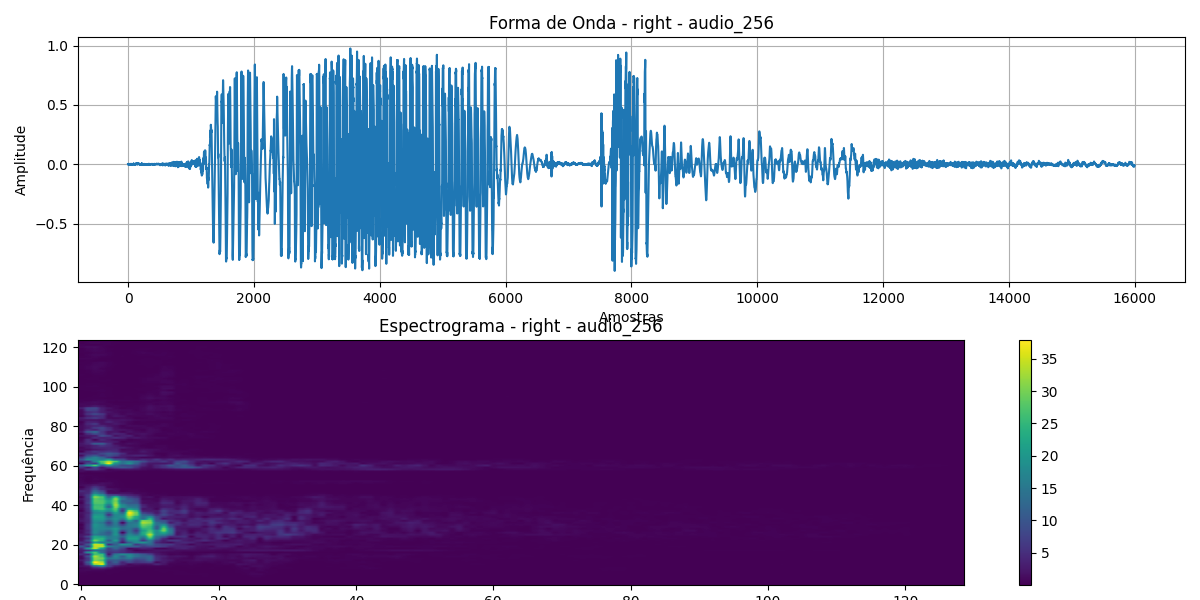 Forma de Onda - right - audio_256
1.0
0.5
0.0
−0.5
Amplitude
0 2000 4000 6000 8000 10000 12000 14000 16000
Amostras
Espectrograma - right - audio_256
120
100
80
60
40
20
0
Frequência
0 20 40 60 80 100 120
35
30
25
20
15
10
5